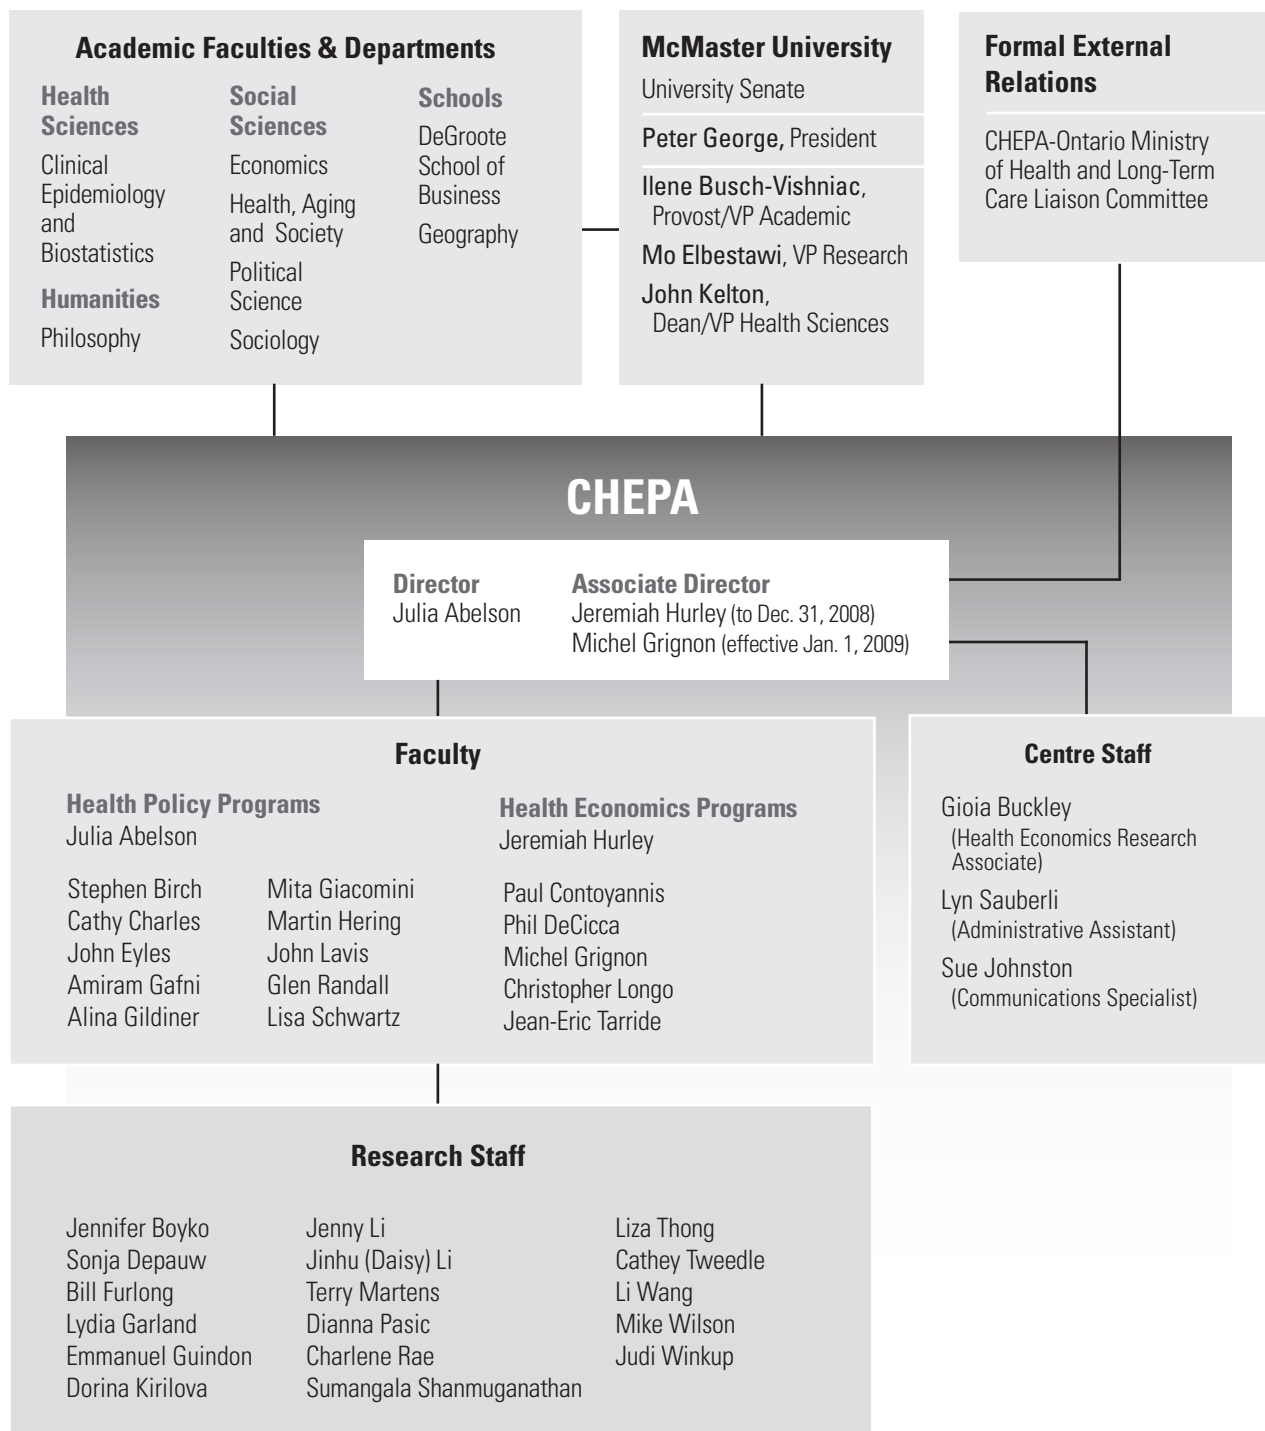 Academic Faculties & Departments
Health
Sciences
Clinical
Epidemiology
and
Biostatistics
Humanities
Philosophy
Social
Sciences
Economics
Health, Aging
and Society
Political
Science
Sociology
Schools
DeGroote
School of
Business
Geography
McMaster University
University Senate
Peter George, President
Ilene Busch-Vishniac,
Provost/VP Academic
Mo Elbestawi, VP Research
John Kelton,
Dean/VP Health Sciences
Formal External
Relations
CHEPA-Ontario Ministry
of Health and Long-Term
Care Liaison Committee
CHEPA
Director
Julia Abelson
Associate Director
Jeremiah Hurley (to Dec. 31, 2008)
Michel Grignon (effective Jan. 1, 2009)
Faculty
Health Policy Programs
Julia Abelson
Stephen Birch
Cathy Charles
John Eyles
Amiram Gafni
Alina Gildiner
Mita Giacomini
Martin Hering
John Lavis
Glen Randall
Lisa Schwartz
Health Economics Programs
Jeremiah Hurley
Paul Contoyannis
Phil DeCicca
Michel Grignon
Christopher Longo
Jean-Eric Tarride
Centre Staff
Gioia Buckley
(Health Economics Research
Associate)
Lyn Sauberli
(Administrative Assistant)
Sue Johnston
(Communications Specialist)
Research Staff
Jennifer Boyko
Sonja Depauw
Bill Furlong
Lydia Garland
Emmanuel Guindon
Dorina Kirilova
Jenny Li
Jinhu (Daisy) Li
Terry Martens
Dianna Pasic
Charlene Rae
Sumangala Shanmuganathan
Liza Thong
Cathey Tweedle
Li Wang
Mike Wilson
Judi Winkup